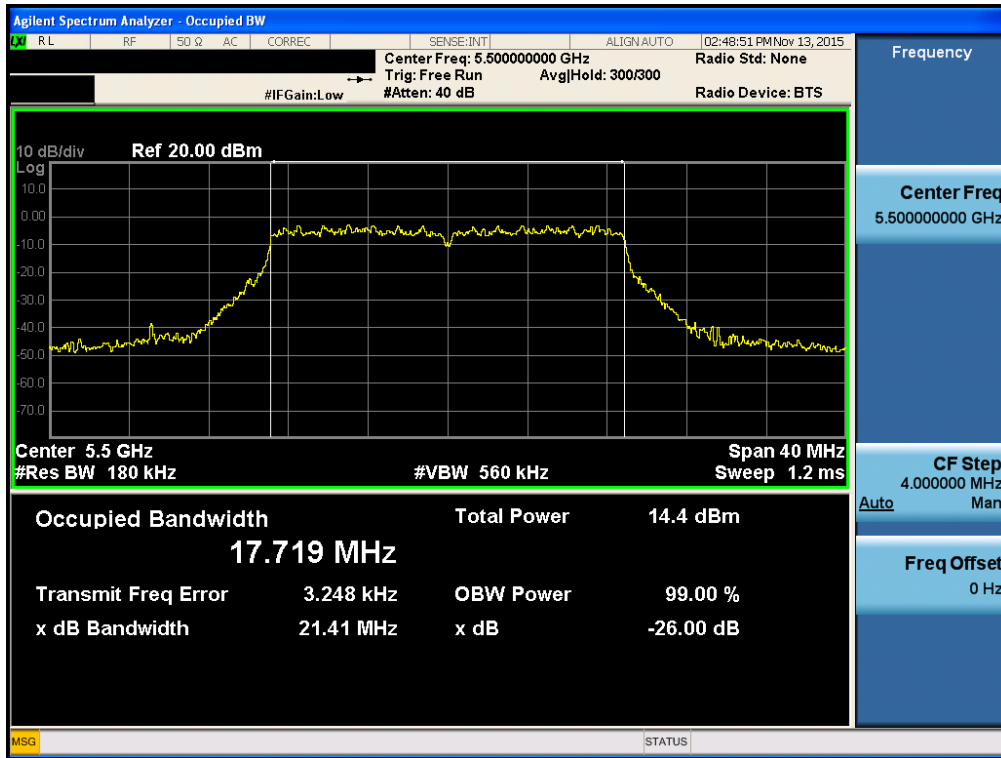 Agilent Spectrum Analyzer - Occupied BW
LXI RL RF 50 Ω AC CORREC SENSE:INT ALIGN AUTO 02:48:51 PM Nov 13, 2015
Center Freq: 5.500000000 GHz Radio Std: None
Trig: Free Run Avg|Hold: 300/300
#IFGain:Low #Atten: 40 dB Radio Device: BTS
10 dB/div Ref 20.00 dBm
Log
10.0
0.00
-10.0
-20.0
-30.0
-40.0
-50.0
-60.0
-70.0
Center 5.5 GHz Span 40 MHz
#Res BW 180 kHz #VBW 560 kHz Sweep 1.2 ms
Occupied Bandwidth Total Power 14.4 dBm
17.719 MHz
Transmit Freq Error 3.248 kHz OBW Power 99.00 %
x dB Bandwidth 21.41 MHz x dB -26.00 dB
MSG STATUS
Frequency
Center Freq
5.500000000 GHz
CF Step
4.000000 MHz
Auto Man
Freq Offset
0 Hz